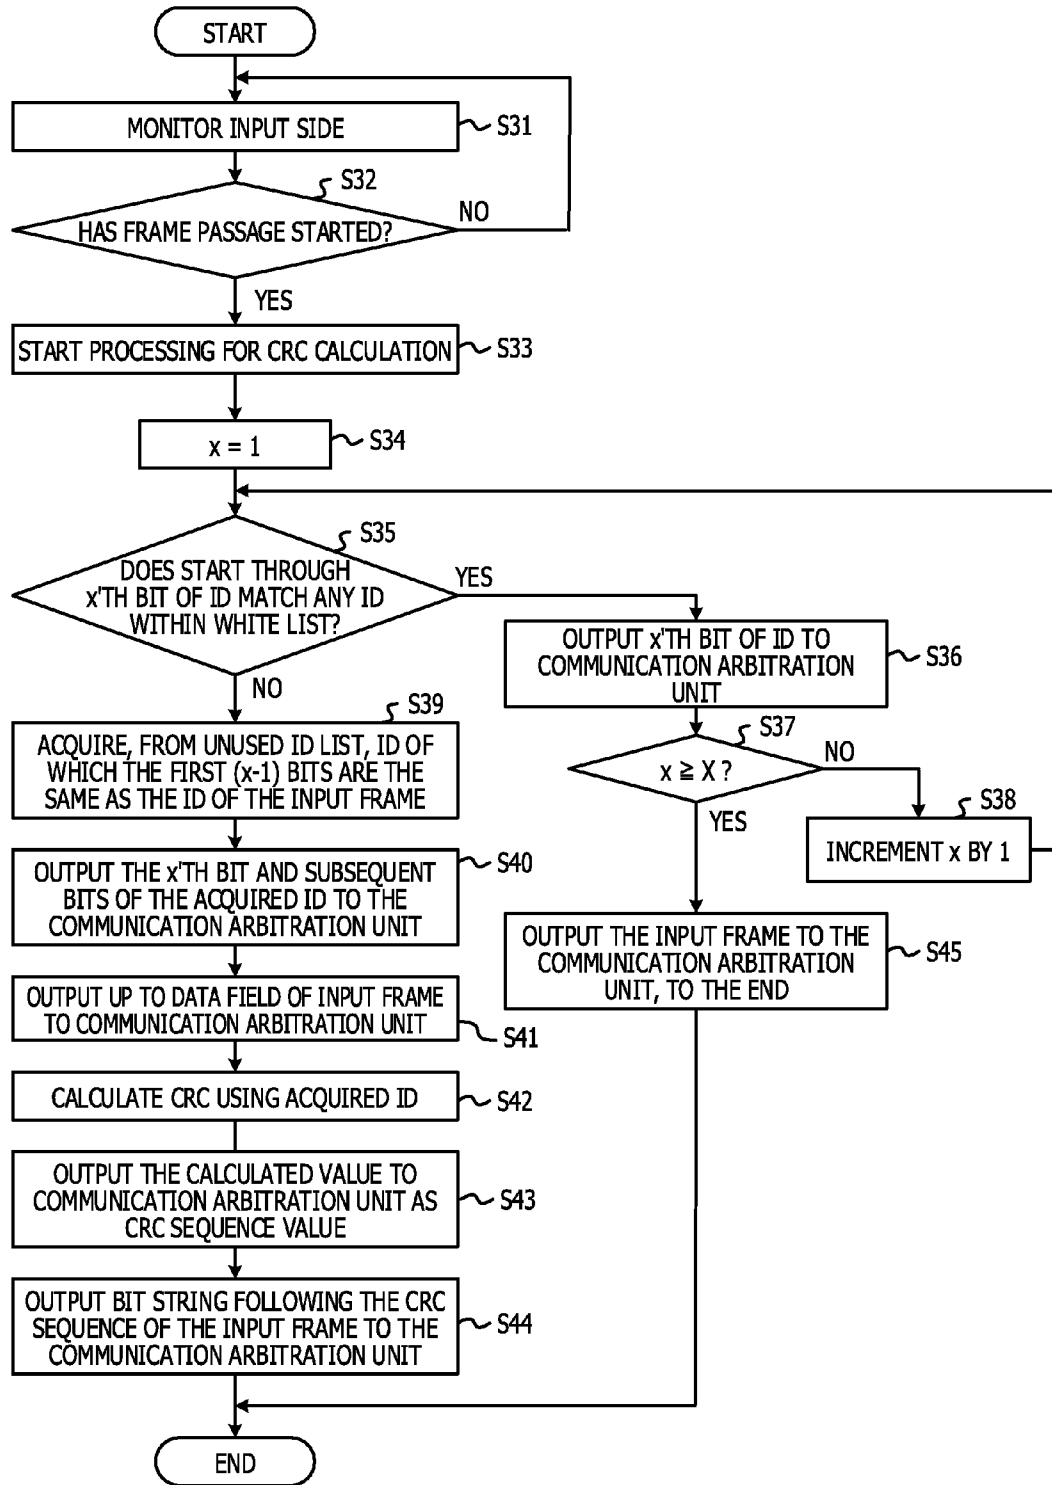 START
MONITOR INPUT SIDE
S31
S32
HAS FRAME PASSAGE STARTED?
NO
YES
START PROCESSING FOR CRC CALCULATION
S33
x = 1
S34
S35
DOES START THROUGH
x'TH BIT OF ID MATCH ANY ID
WITHIN WHITE LIST?
YES
NO
OUTPUT x'TH BIT OF ID TO
COMMUNICATION ARBITRATION
UNIT
S36
S37
x ≧ X ?
NO
YES
S38
INCREMENT x BY 1
S39
ACQUIRE, FROM UNUSED ID LIST, ID OF
WHICH THE FIRST (x-1) BITS ARE THE
SAME AS THE ID OF THE INPUT FRAME
OUTPUT THE x'TH BIT AND SUBSEQUENT
BITS OF THE ACQUIRED ID TO THE
COMMUNICATION ARBITRATION UNIT
S40
OUTPUT THE INPUT FRAME TO THE
COMMUNICATION ARBITRATION
UNIT, TO THE END
S45
OUTPUT UP TO DATA FIELD OF INPUT FRAME
TO COMMUNICATION ARBITRATION UNIT
S41
CALCULATE CRC USING ACQUIRED ID
S42
OUTPUT THE CALCULATED VALUE TO
COMMUNICATION ARBITRATION UNIT AS
CRC SEQUENCE VALUE
S43
OUTPUT BIT STRING FOLLOWING THE CRC
SEQUENCE OF THE INPUT FRAME TO THE
COMMUNICATION ARBITRATION UNIT
S44
END